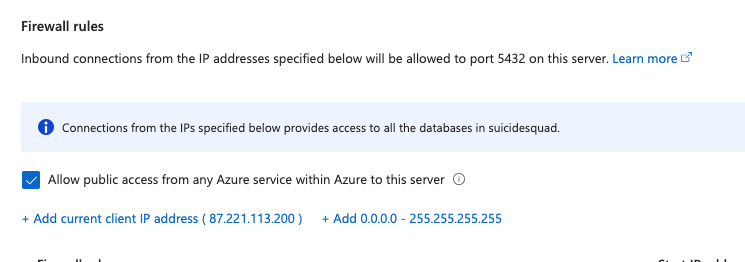 Firewall rules
Inbound connections from the IP addresses specified below will be allowed to port 5432 on this server. Learn more
Connections from the IPs specified below provides access to all the databases in suicidesquad.
Allow public access from any Azure service within Azure to this server
+ Add current client IP address ( 87.221.113.200 ) + Add 0.0.0.0 - 255.255.255.255